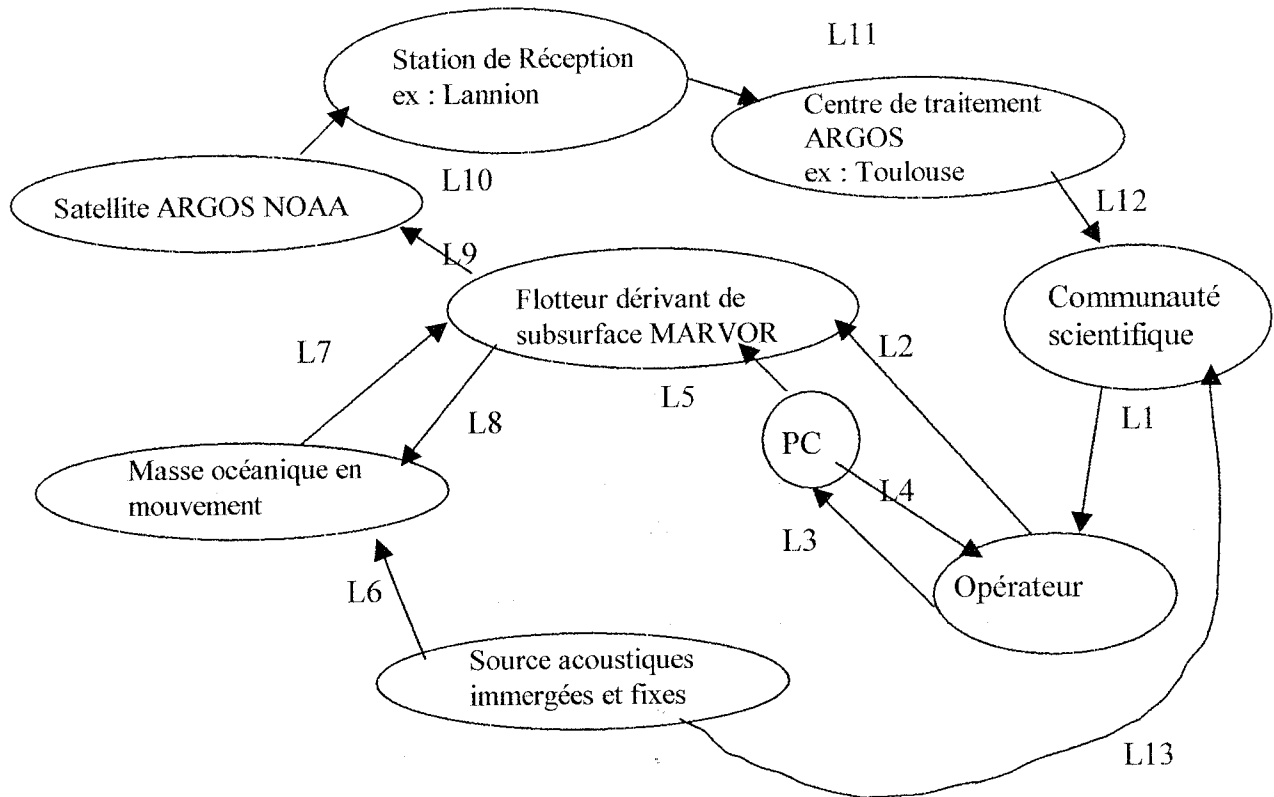 L11
Station de Réception
ex : Lannion
Centre de traitement
ARGOS
ex : Toulouse
L10
L12
Satellite ARGOS NOAA
L9
Flotteur dérivant de
subsurface MARVOR
Communauté
scientifique
L7
L2
L5
L8
L1
PC
Masse océanique en
mouvement
L4
L3
Opérateur
L6
Source acoustiques
immergées et fixes
L13